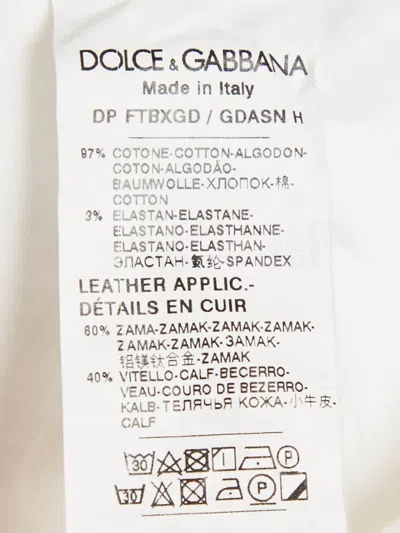 DOLCE & GABBANA
Made in Italy
DP FTBXGD / GDASN H
97% COTONE-COTTON-ALGODON-
COTON-ALGODÃO-
BAUMWOLLE-ХЛОПОК-棉-
COTTON
3% ELASTAN-ELASTANE-
ELASTANO-ELASTHANNE-
ELASTANO-ELASTHAN-
ЭЛАСТАН-氨纶-SPANDEX
LEATHER APPLIC.-
DÉTAILS EN CUIR
60% ZAMA-ZAMAK-ZAMAK-ZAMAK-
ZAMAK-ZAMAK-ЗАМАК-
铝镁钛合金-ZAMAK
40% VITELLO-CALF-BECERRO-
VEAU-COURO DE BEZERRO-
KALB-ТЕЛЯЧЬЯ КОЖА-小牛皮-
CALF
30 P
30 P